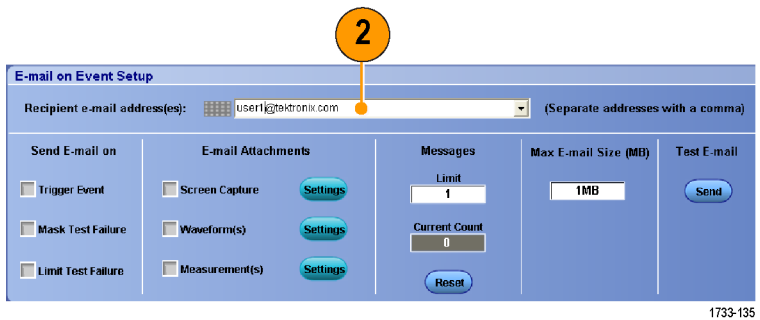 2
E-mail on Event Setup
Recipient e-mail address(es): user1@tektronix.com (Separate addresses with a comma)
Send E-mail on E-mail Attachments Messages Max E-mail Size (MB) Test E-mail
Limit
Trigger Event Screen Capture Settings 1 1MB Send
Mask Test Failure Waveform(s) Settings Current Count
0
Limit Test Failure Measurement(s) Settings Reset
1733-135